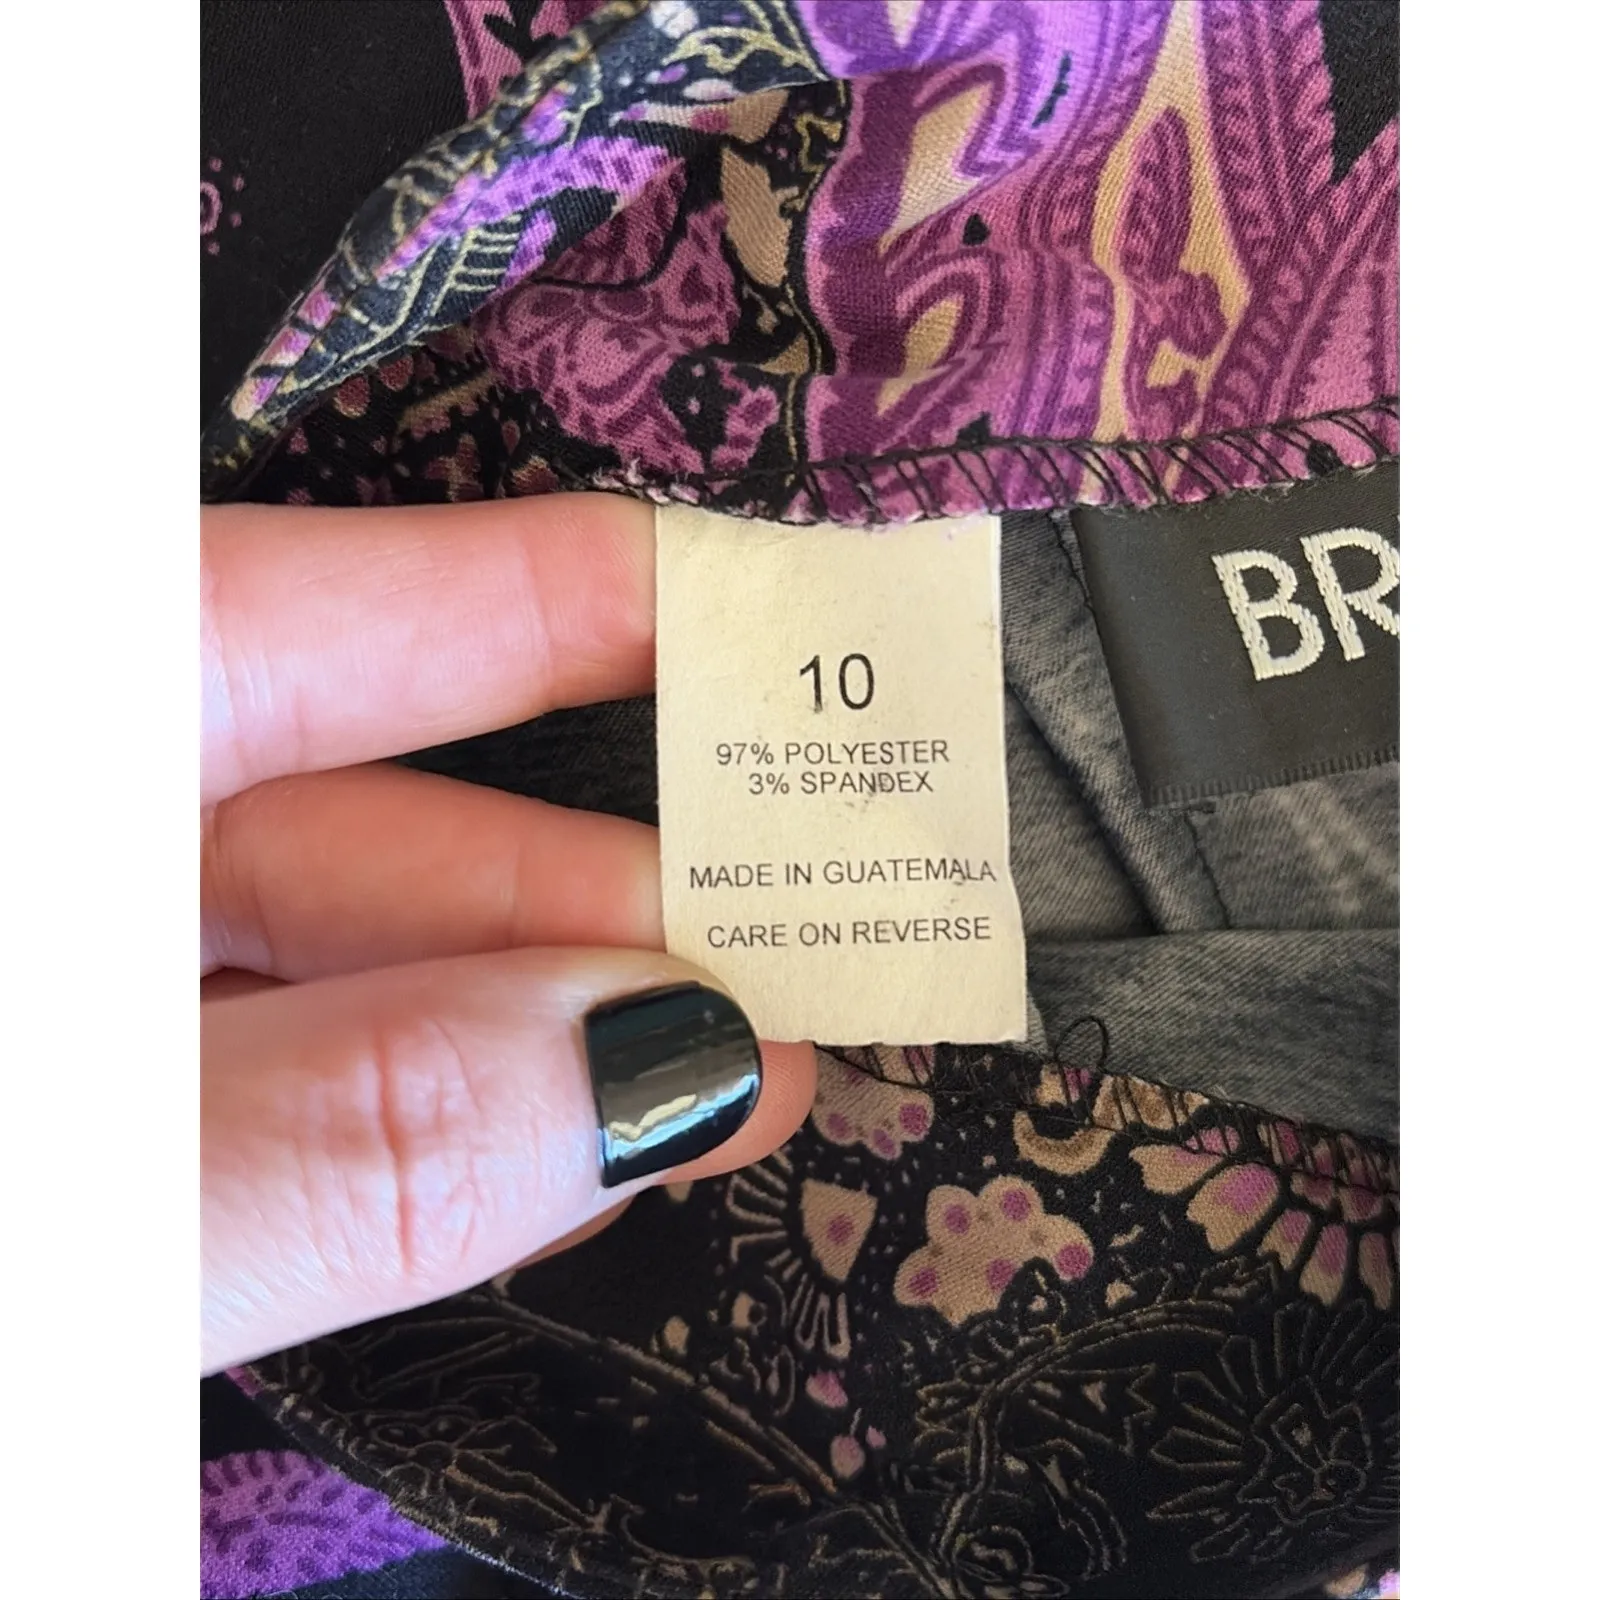 10
97% POLYESTER
3% SPANDEX
MADE IN GUATEMALA
CARE ON REVERSE
BR